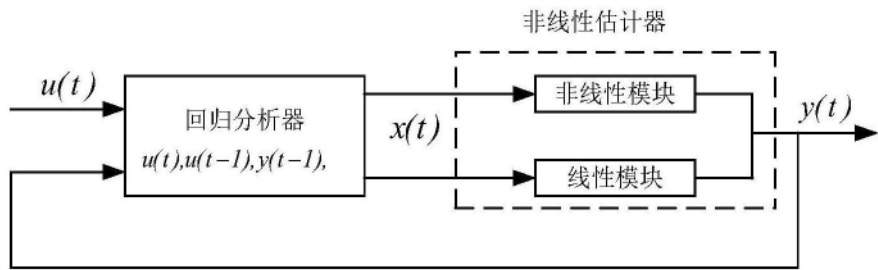 非线性估计器
u(t)
回归分析器
u(t),u(t−1),y(t−1),
x(t)
非线性模块
线性模块
y(t)